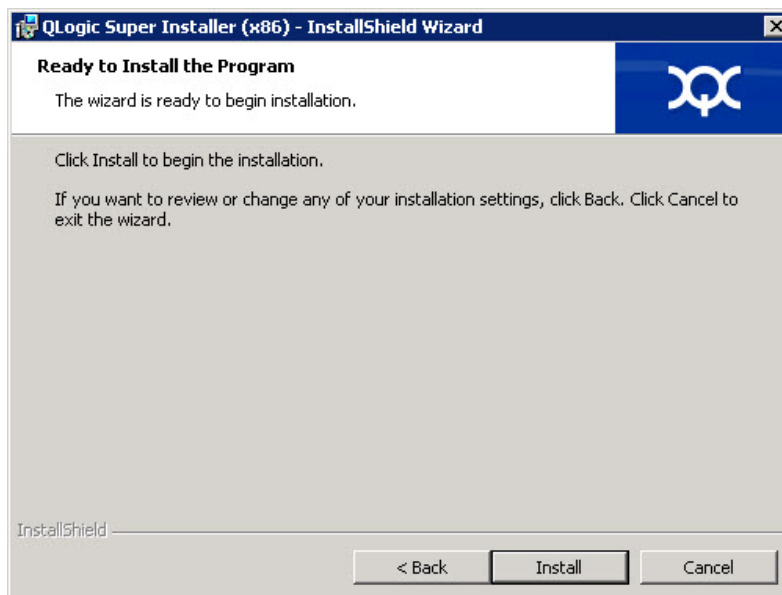 QLogic Super Installer (x86) - InstallShield Wizard
Ready to Install the Program
The wizard is ready to begin installation.
Click Install to begin the installation.
If you want to review or change any of your installation settings, click Back. Click Cancel to
exit the wizard.
InstallShield
< Back
Install
Cancel